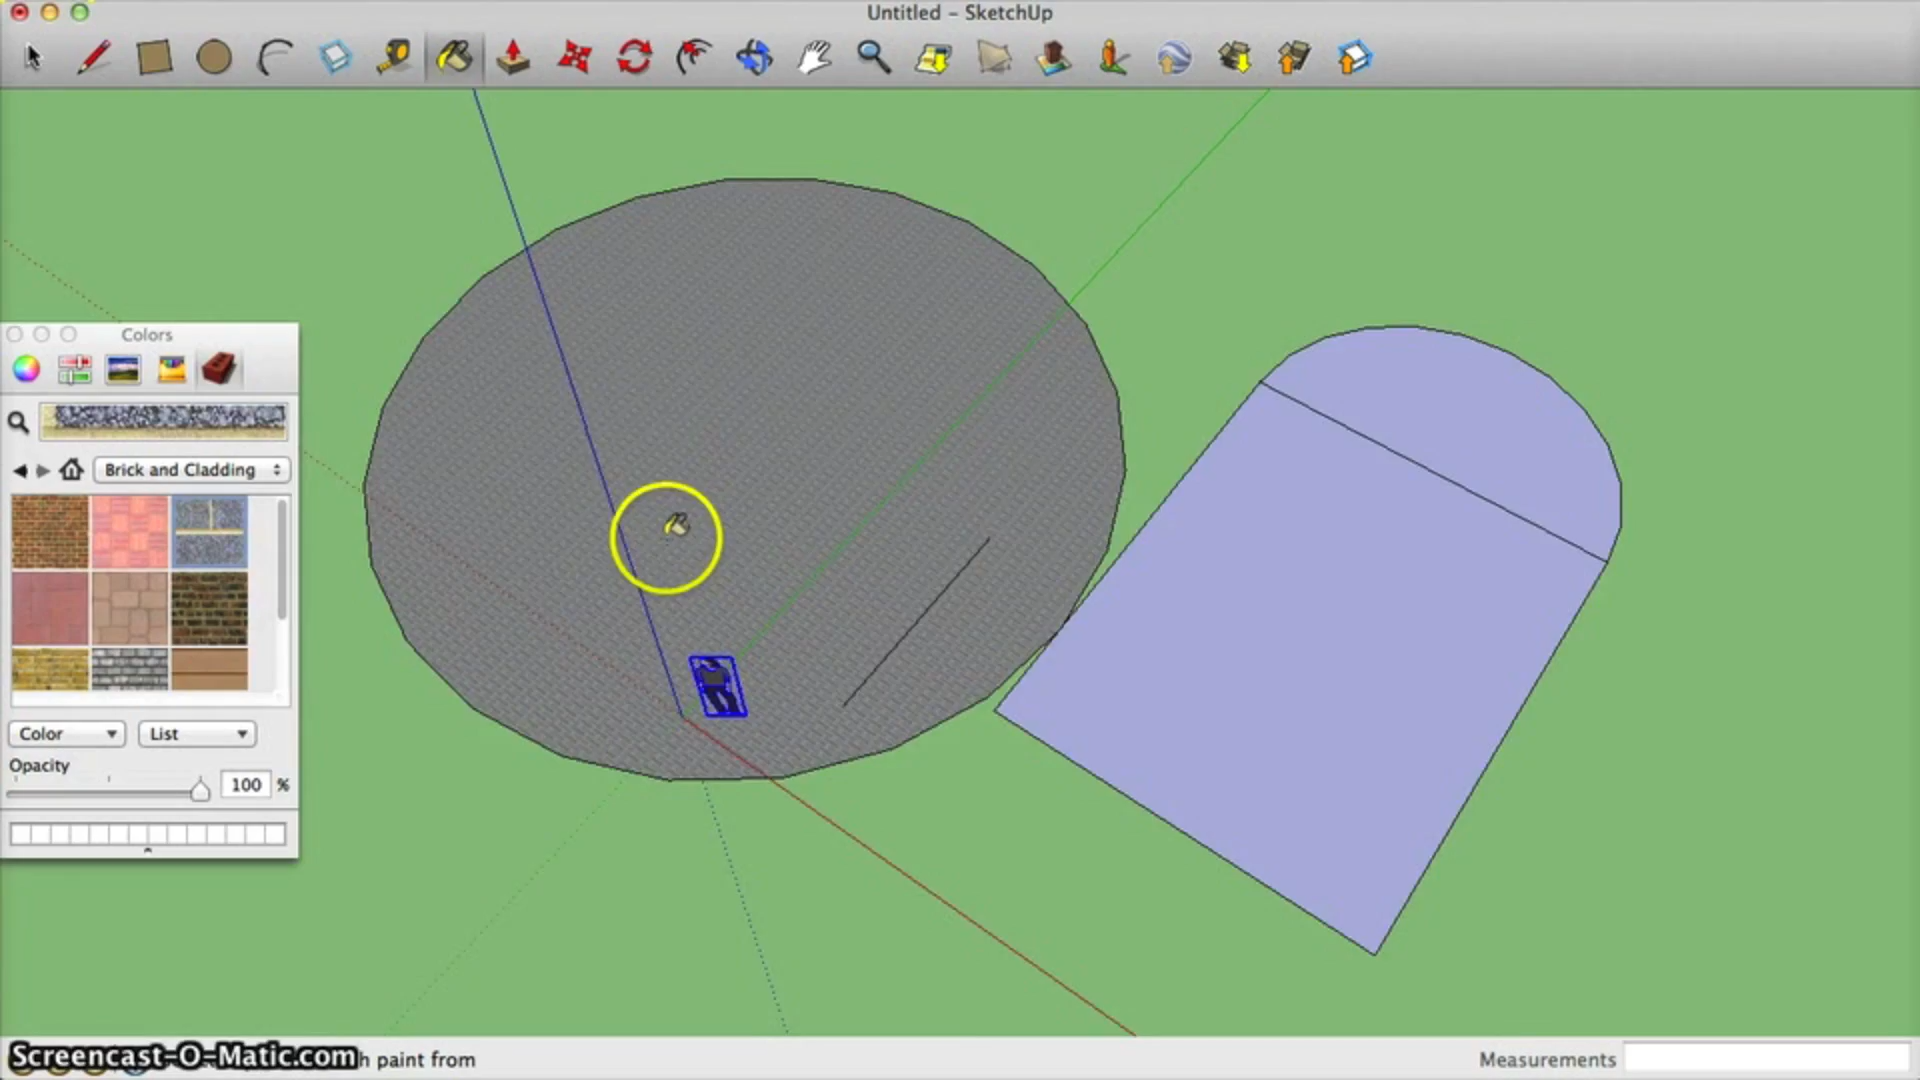 Untitled – SketchUp
Colors
Brick and Cladding
Color
List
Opacity
100 %
Screencast-O-Matic.com
h paint from
Measurements